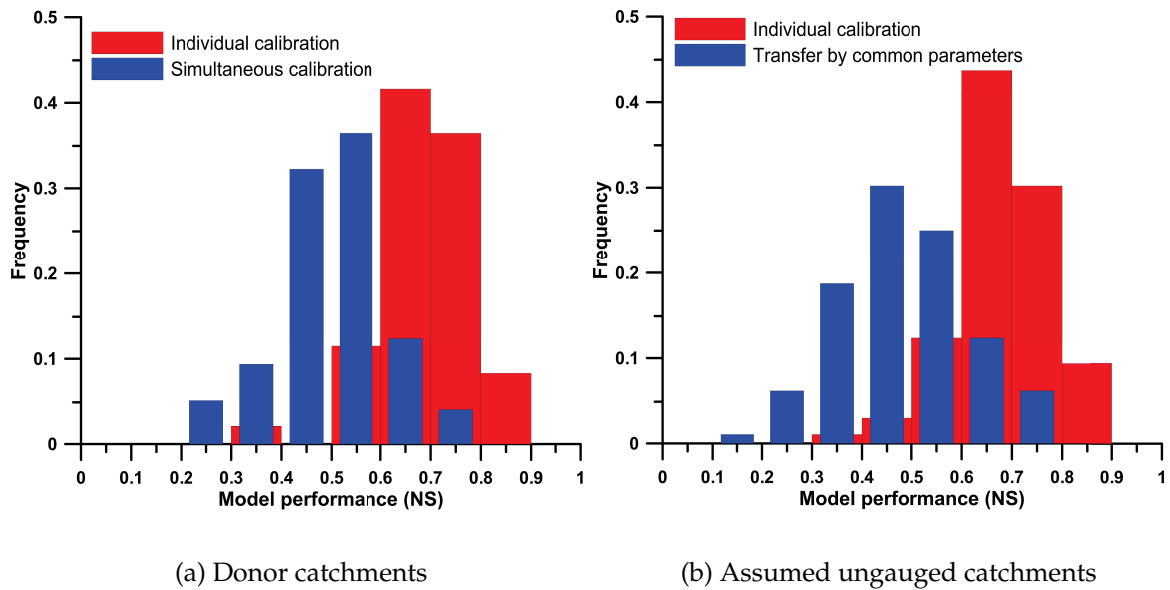 0.5
0.4
0.3
0.2
0.1
0
Frequency
Individual calibration
Simultaneous calibration
0 0.1 0.2 0.3 0.4 0.5 0.6 0.7 0.8 0.9 1
Model performance (NS)
(a) Donor catchments
0.5
0.4
0.3
0.2
0.1
0
Frequency
Individual calibration
Transfer by common parameters
0 0.1 0.2 0.3 0.4 0.5 0.6 0.7 0.8 0.9 1
Model performance (NS)
(b) Assumed ungauged catchments